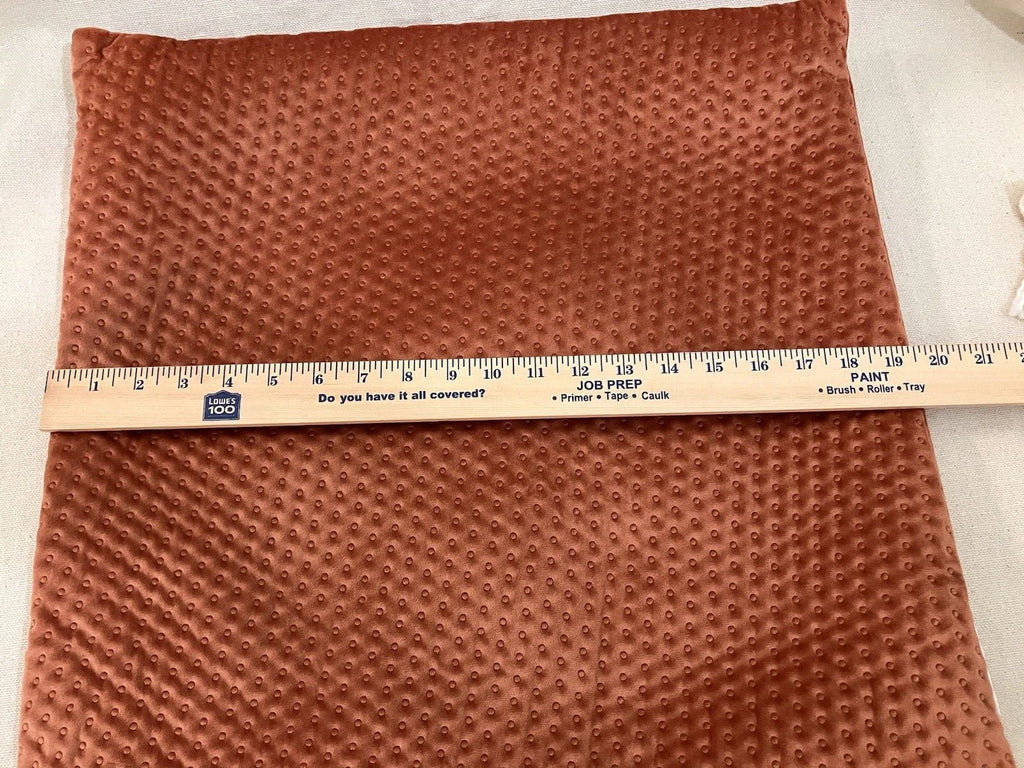 1 2 3 4 5 6 7 8 9 10 11 12 13 14 15 16 17 18 19 20 21
LOWE'S
100
Do you have it all covered?
JOB PREP
• Primer • Tape • Caulk
PAINT
• Brush • Roller • Tray